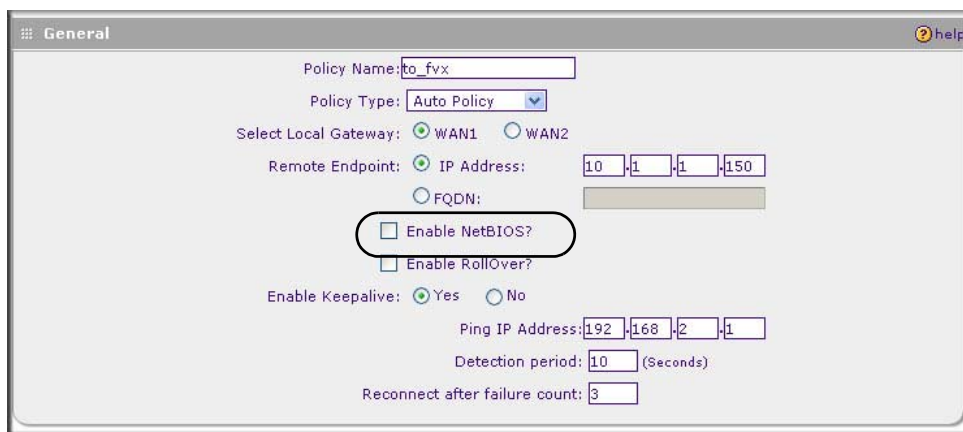 General
help
Policy Name: to_fvx
Policy Type: Auto Policy
Select Local Gateway: WAN1 WAN2
Remote Endpoint: IP Address: 10 .1 .1 .150
FQDN:
Enable NetBIOS?
Enable RollOver?
Enable Keepalive: Yes No
Ping IP Address: 192 .168 .2 .1
Detection period: 10 (Seconds)
Reconnect after failure count: 3